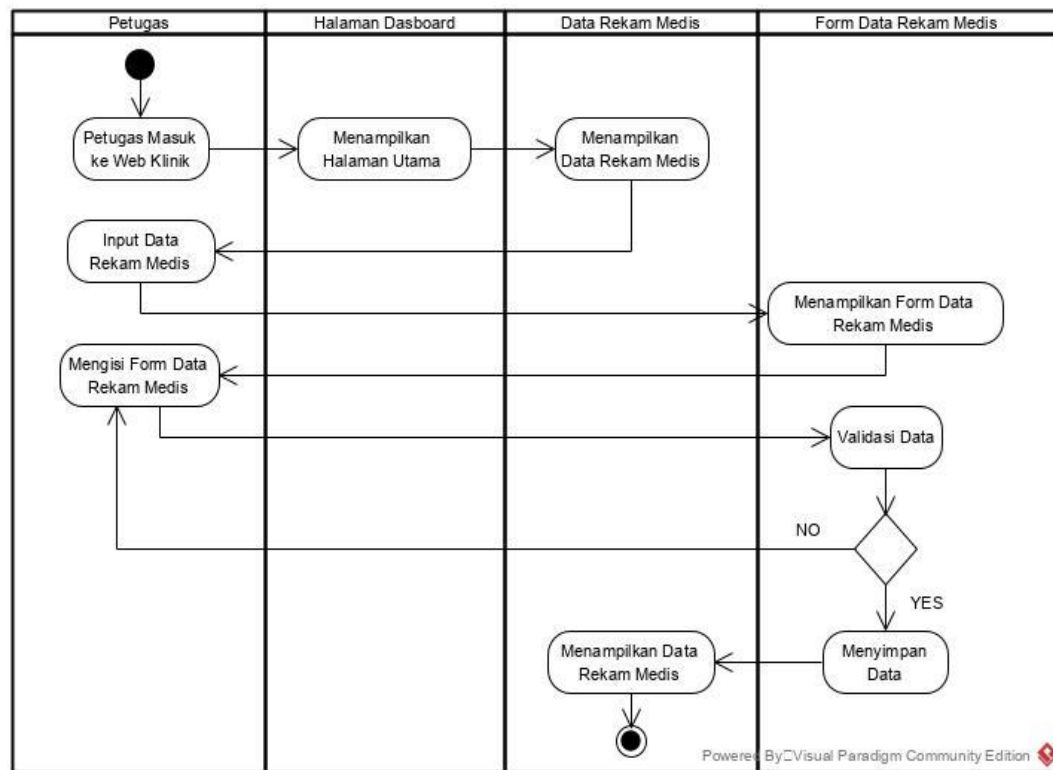 Petugas
Halaman Dasboard
Data Rekam Medis
Form Data Rekam Medis
Petugas Masuk
ke Web Klinik
Menampilkan
Halaman Utama
Menampilkan
Data Rekam Medis
Input Data
Rekam Medis
Menampilkan Form Data
Rekam Medis
Mengisi Form Data
Rekam Medis
Validasi Data
NO
YES
Menampilkan Data
Rekam Medis
Menyimpan
Data
Powered By□Visual Paradigm Community Edition